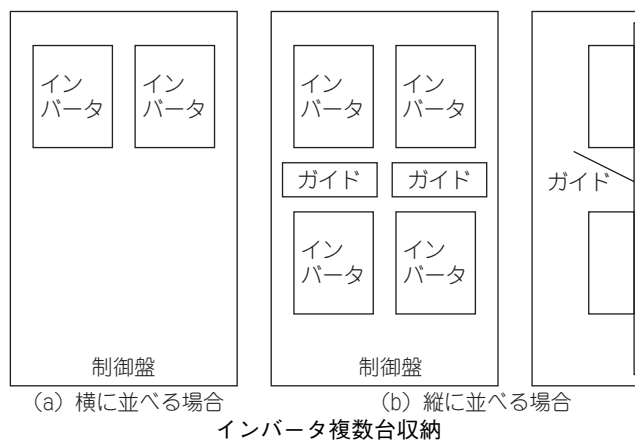 イン
バータ
イン
バータ
制御盤
イン
バータ
イン
バータ
ガイド
ガイド
イン
バータ
イン
バータ
制御盤
ガイド
(a) 横に並べる場合
(b) 縦に並べる場合
インバータ複数台収納